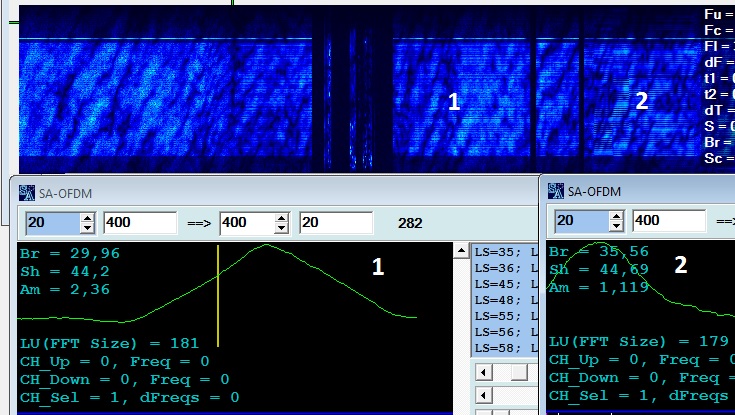 Fu =
Fc =
Fl =
dF =
t1 =
t2 =
dT =
S =
Br =
Sc =
1
2
SA-OFDM
20 400 ==> 400 20 282
Br = 29,96
Sh = 44,2
Am = 2,36
1
LU(FFT Size) = 181
CH_Up = 0, Freq = 0
CH_Down = 0, Freq = 0
CH_Sel = 1, dFreqs = 0
LS=35; L
LS=36; L
LS=45; L
LS=48; L
LS=55; L
LS=56; L
LS=58; L
SA-OFDM
20 400 ==>
Br = 35,56
Sh = 44,69
Am = 1,119
2
LU(FFT Size) = 179
CH_Up = 0, Freq =
CH_Down = 0, Freq
CH_Sel = 1, dFreqs